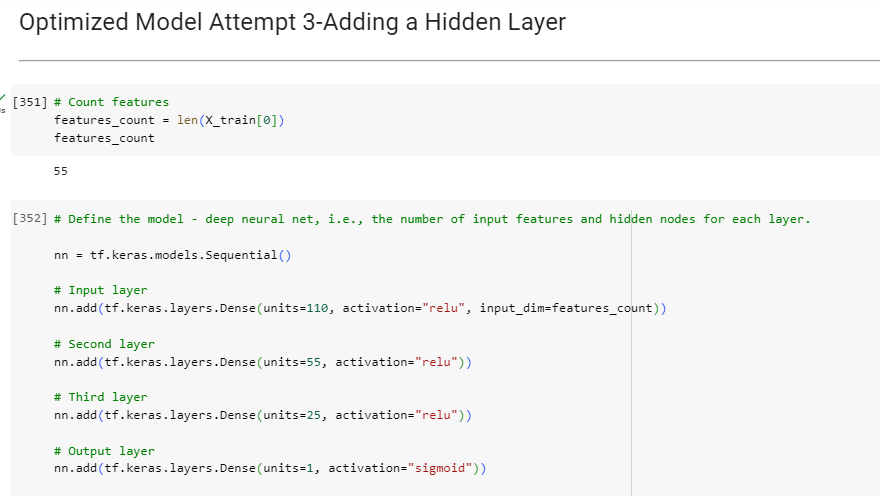 Optimized Model Attempt 3-Adding a Hidden Layer
[351] # Count features
features_count = len(X_train[0])
features_count
55
[352] # Define the model - deep neural net, i.e., the number of input features and hidden nodes for each layer.
nn = tf.keras.models.Sequential()
# Input layer
nn.add(tf.keras.layers.Dense(units=110, activation="relu", input_dim=features_count))
# Second layer
nn.add(tf.keras.layers.Dense(units=55, activation="relu"))
# Third layer
nn.add(tf.keras.layers.Dense(units=25, activation="relu"))
# Output layer
nn.add(tf.keras.layers.Dense(units=1, activation="sigmoid"))